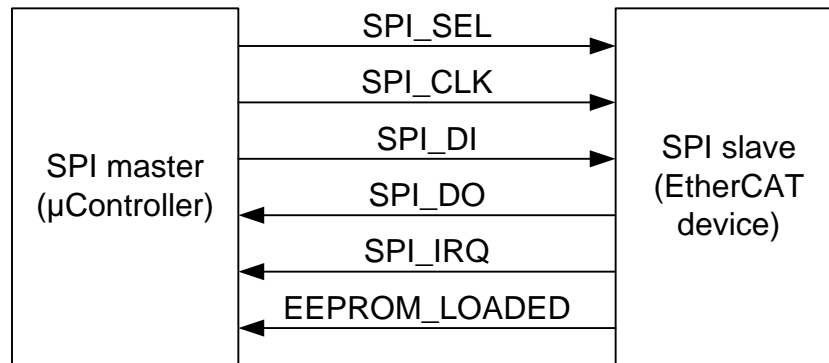 SPI_SEL
SPI_CLK
SPI_DI
SPI master
(µController)
SPI_DO
SPI slave
(EtherCAT
device)
SPI_IRQ
EEPROM_LOADED